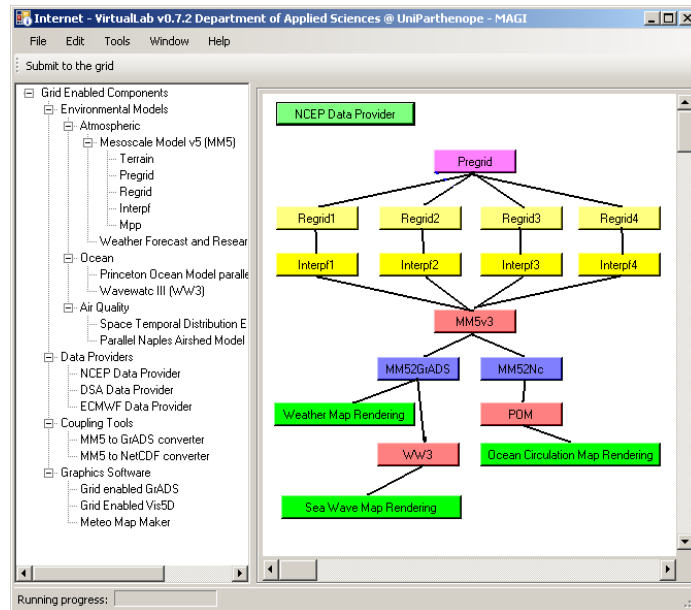 Internet - VirtualLab v0.7.2 Department of Applied Sciences @ UniParthenope - MAGI
File Edit Tools Window Help
Submit to the grid
Grid Enabled Components
Environmental Models
Atmospheric
Mesoscale Model v5 (MM5)
Terrain
Pregrid
Regrid
Interpf
Mpp
Weather Forecast and Resear
Ocean
Princeton Ocean Model paralle
Wavewatc III (WW3)
Air Quality
Space Temporal Distribution E
Parallel Naples Airshed Model
Data Providers
NCEP Data Provider
DSA Data Provider
ECMWF Data Provider
Coupling Tools
MM5 to GrADS converter
MM5 to NetCDF converter
Graphics Software
Grid enabled GrADS
Grid Enabled Vis5D
Meteo Map Maker
NCEP Data Provider
Pregrid
Regrid1 Regrid2 Regrid3 Regrid4
Interpf1 Interpf2 Interpf3 Interpf4
MM5v3
MM52GrADS MM52Nc
Weather Map Rendering POM
WW3 Ocean Circulation Map Rendering
Sea Wave Map Rendering
Running progress: